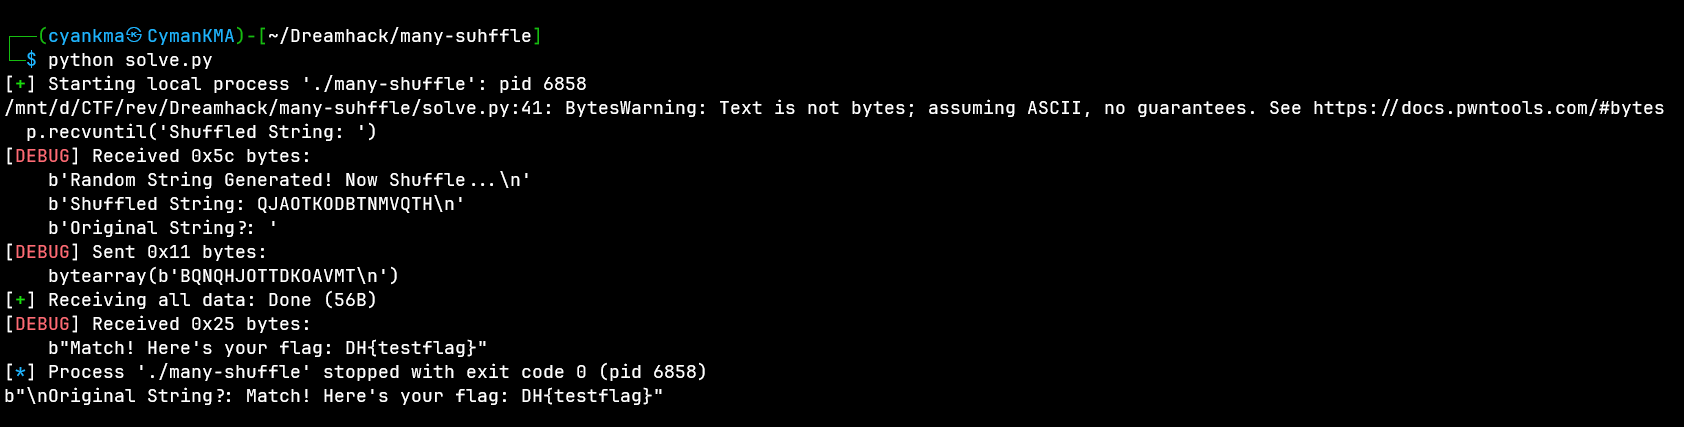 ┌──(cyankma㉿CymanKMA)-[~/Dreamhack/many-suhffle]
└─$ python solve.py
[+] Starting local process './many-shuffle': pid 6858
/mnt/d/CTF/rev/Dreamhack/many-suhffle/solve.py:41: BytesWarning: Text is not bytes; assuming ASCII, no guarantees. See https://docs.pwntools.com/#bytes
  p.recvuntil('Shuffled String: ')
[DEBUG] Received 0x5c bytes:
    b'Random String Generated! Now Shuffle...\n'
    b'Shuffled String: QJAOTKODBTNMVQTH\n'
    b'Original String?: '
[DEBUG] Sent 0x11 bytes:
    bytearray(b'BQNQHJOTTDKOAVMT\n')
[+] Receiving all data: Done (56B)
[DEBUG] Received 0x25 bytes:
    b"Match! Here's your flag: DH{testflag}"
[*] Process './many-shuffle' stopped with exit code 0 (pid 6858)
b"\nOriginal String?: Match! Here's your flag: DH{testflag}"